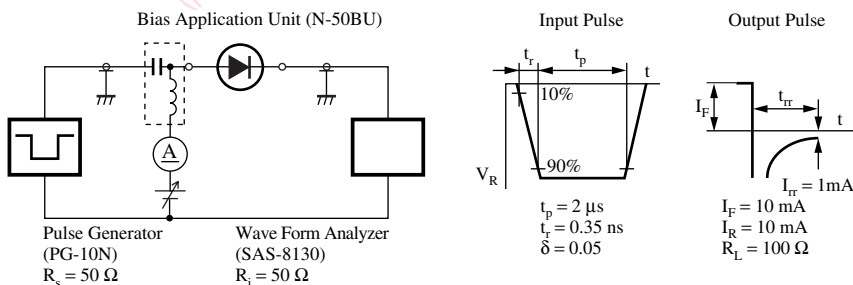 Bias Application Unit (N-50BU)
A
Pulse Generator
(PG-10N)
R_s = 50 Ω
Wave Form Analyzer
(SAS-8130)
R_i = 50 Ω
Input Pulse
t_r
t_p
t
10%
90%
V_R
t_p = 2 μs
t_r = 0.35 ns
δ = 0.05
Output Pulse
I_F
t_rr
t
I_rr = 1mA
I_F = 10 mA
I_R = 10 mA
R_L = 100 Ω